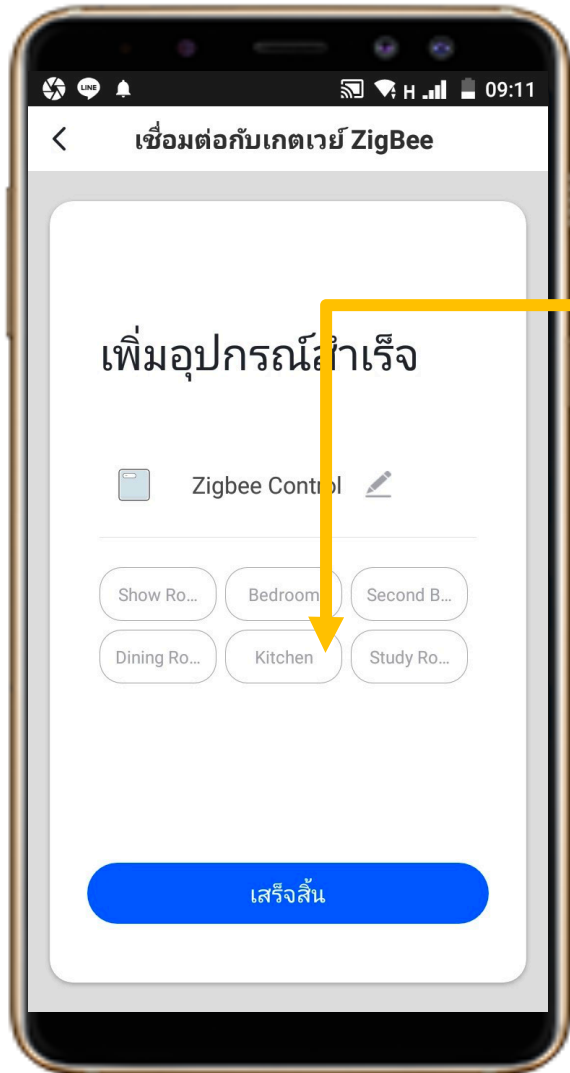 LINE H 09:11
เชื่อมต่อกับเกตเวย์ ZigBee
เพิ่มอุปกรณ์สำเร็จ
Zigbee Control
Show Ro... Bedroom Second B...
Dining Ro... Kitchen Study Ro...
เสร็จสิ้น